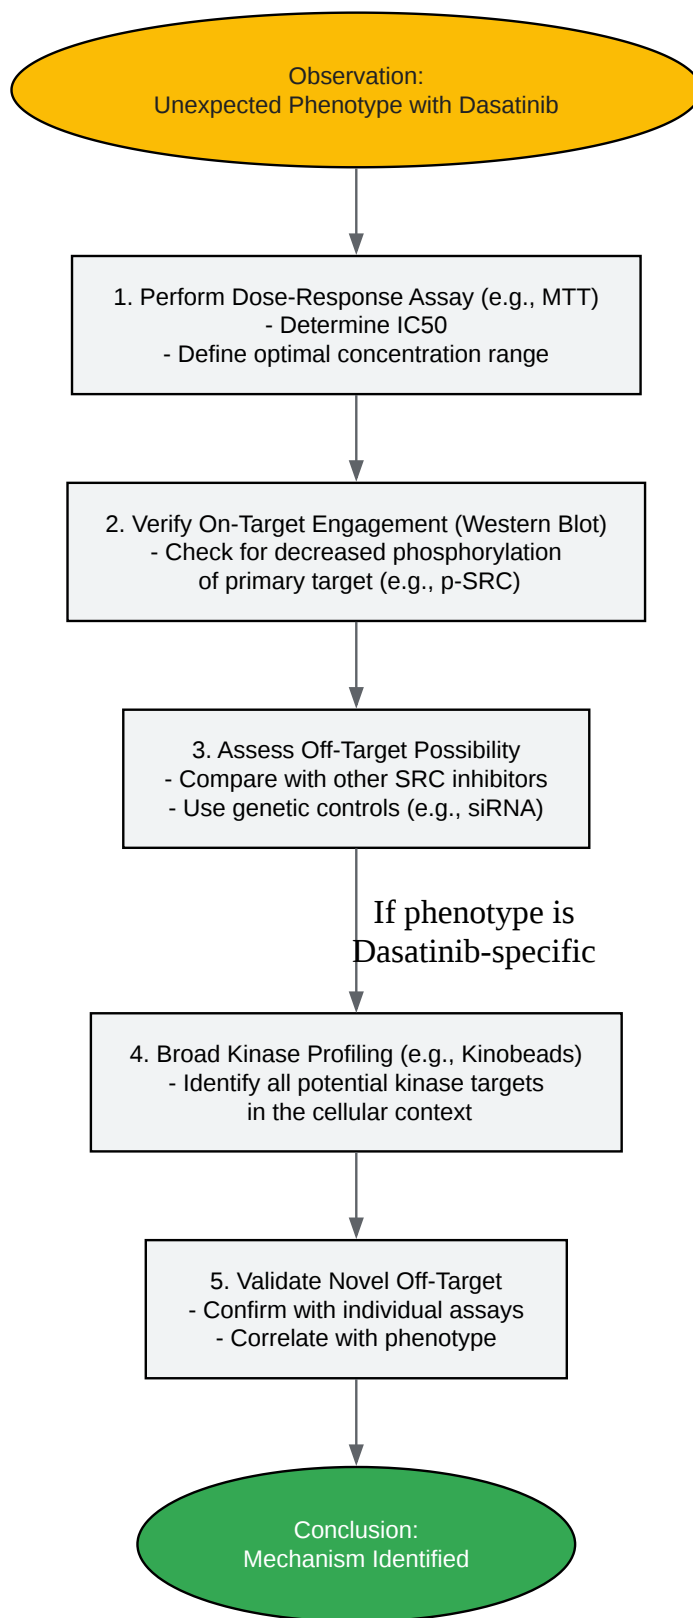 Observation:
Unexpected Phenotype with Dasatinib
1. Perform Dose-Response Assay (e.g., MTT)
- Determine IC50
- Define optimal concentration range
2. Verify On-Target Engagement (Western Blot)
- Check for decreased phosphorylation
of primary target (e.g., p-SRC)
3. Assess Off-Target Possibility
- Compare with other SRC inhibitors
- Use genetic controls (e.g., siRNA)
If phenotype is
Dasatinib-specific
4. Broad Kinase Profiling (e.g., Kinobeads)
- Identify all potential kinase targets
in the cellular context
5. Validate Novel Off-Target
- Confirm with individual assays
- Correlate with phenotype
Conclusion:
Mechanism Identified